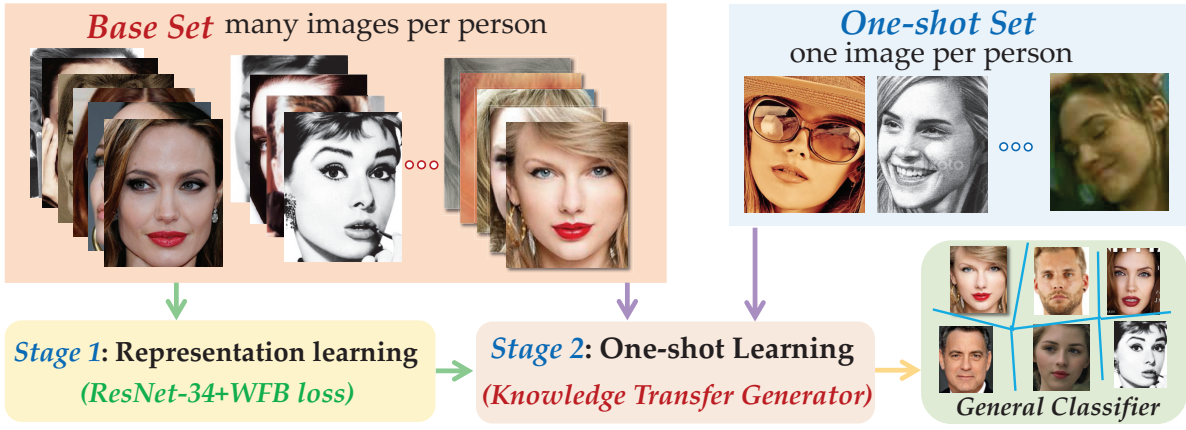 Base Set many images per person
One-shot Set
one image per person
Stage 1: Representation learning
(ResNet-34+WFB loss)
Stage 2: One-shot Learning
(Knowledge Transfer Generator)
General Classifier